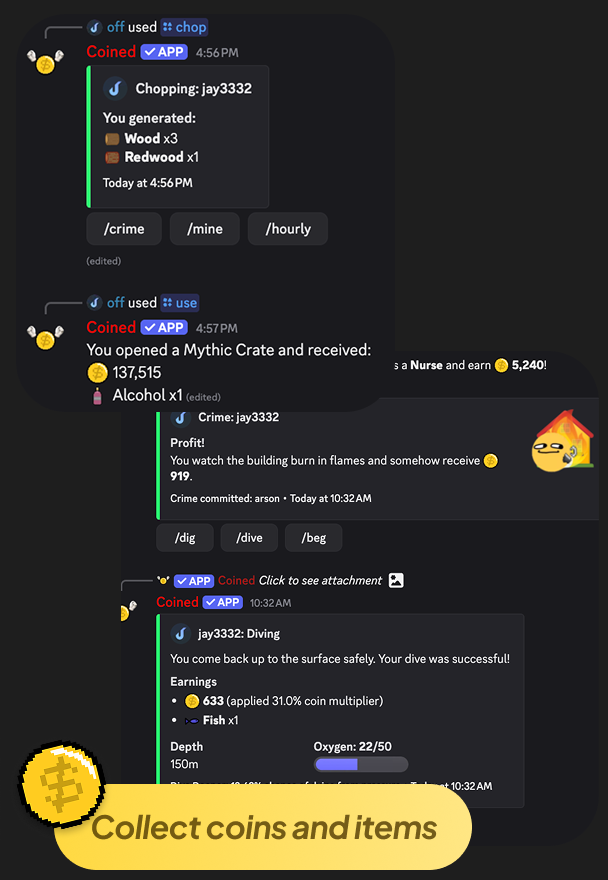 off used chop
Coined APP 4:56 PM
Chopping: jay3332
You generated:
Wood x3
Redwood x1
Today at 4:56 PM
/crime /mine /hourly
(edited)
off used use
Coined APP 4:57 PM
You opened a Mythic Crate and received:
137,515
Alcohol x1 (edited)
s a Nurse and earn 5,240!
Crime: jay3332
Profit!
You watch the building burn in flames and somehow receive
919.
Crime committed: arson • Today at 10:32 AM
/dig /dive /beg
APP Coined Click to see attachment
Coined APP 10:32 AM
jay3332: Diving
You come back up to the surface safely. Your dive was successful!
Earnings
• 633 (applied 31.0% coin multiplier)
• Fish x1
Depth Oxygen: 22/50
150m
10:32 AM
Collect coins and items